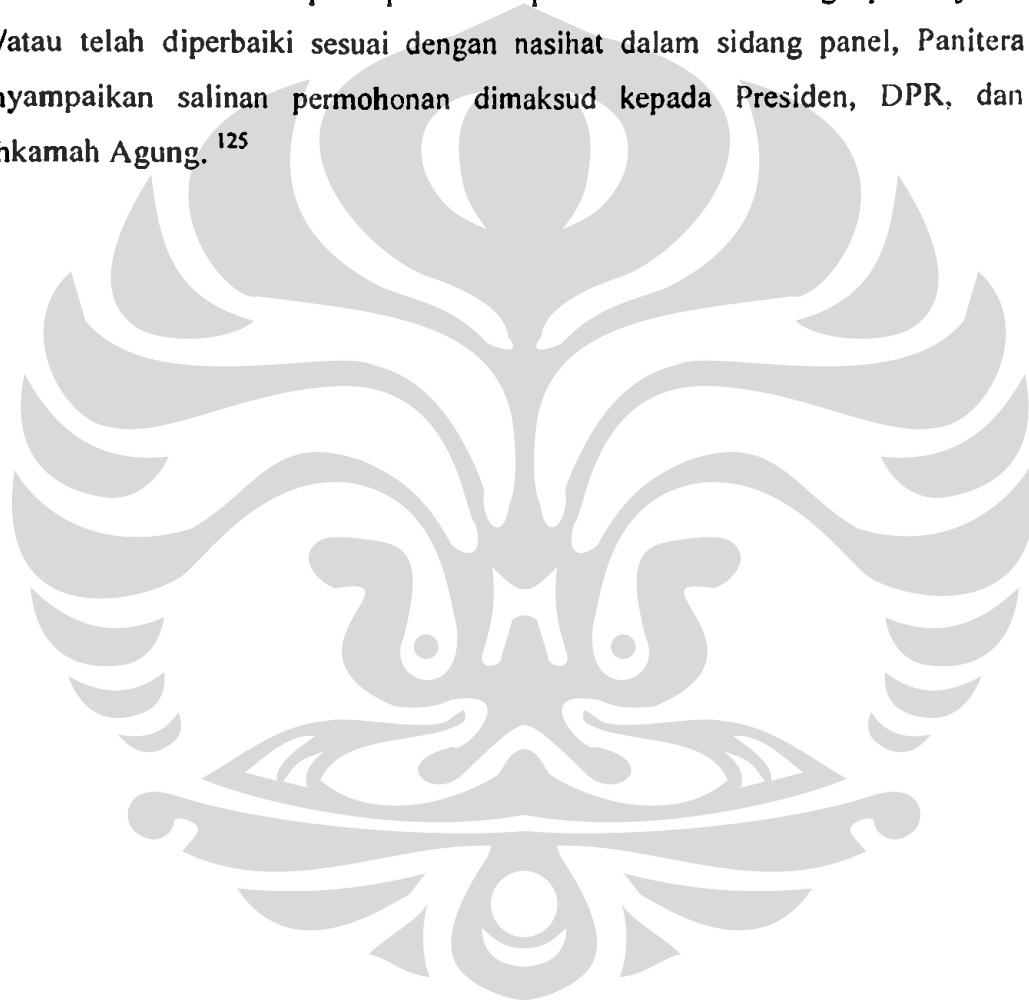 /atau telah diperbaiki sesuai dengan nasihat dalam sidang panel, Panitera
nyampaikan salinan permohonan dimaksud kepada Presiden, DPR, dan
hkamah Agung. 125